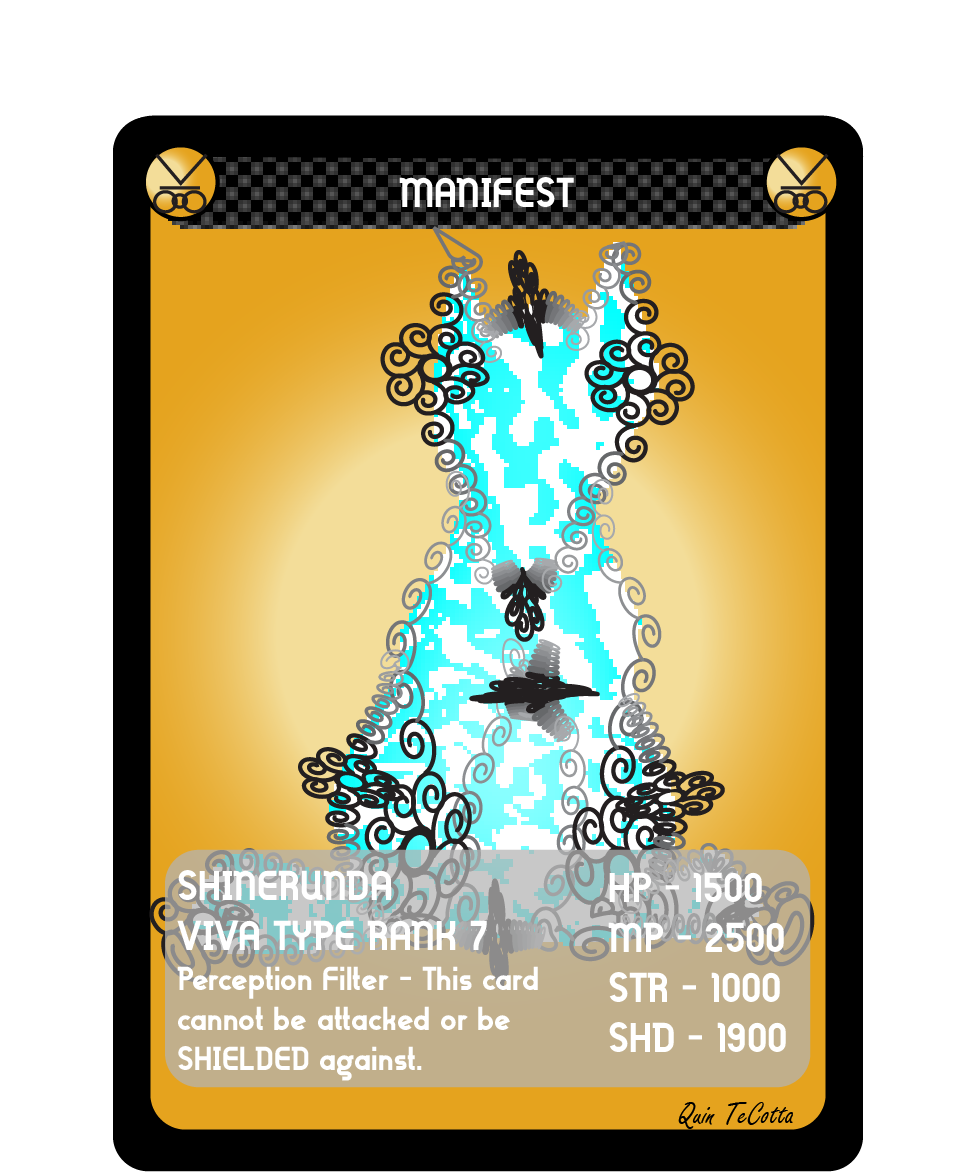 MANIFEST
SHINERUNDA
VIVA TYPE RANK 7
Perception Filter - This card
cannot be attacked or be
SHIELDED against.
HP - 1500
MP - 2500
STR - 1000
SHD - 1900
Quin TeCotta